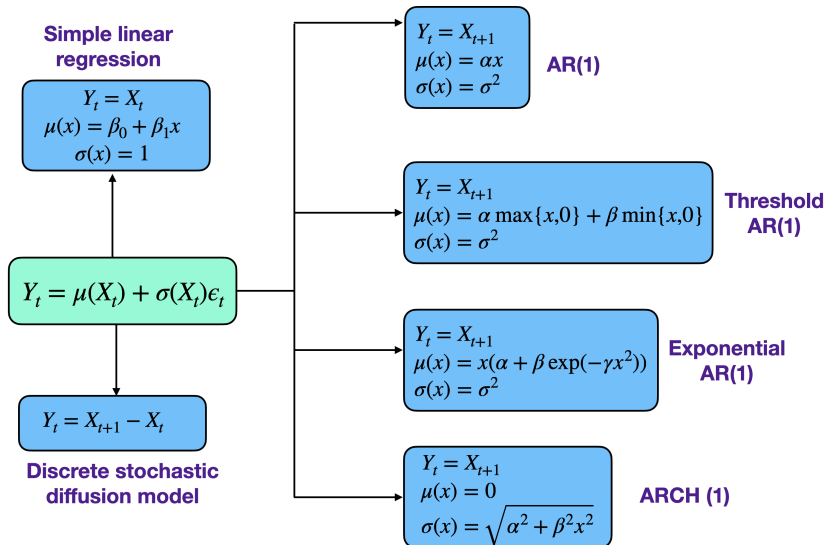 Simple linear
regression
Y_t = X_t
μ(x) = β_0 + β_1x
σ(x) = 1
Y_t = μ(X_t) + σ(X_t)ϵ_t
Y_t = X_{t+1} − X_t
Discrete stochastic
diffusion model
Y_t = X_{t+1}
μ(x) = αx
σ(x) = σ^2
AR(1)
Y_t = X_{t+1}
μ(x) = α max{x,0} + β min{x,0}
σ(x) = σ^2
Threshold
AR(1)
Y_t = X_{t+1}
μ(x) = x(α + β exp(−γx^2))
σ(x) = σ^2
Exponential
AR(1)
Y_t = X_{t+1}
μ(x) = 0
σ(x) = √(α^2 + β^2x^2)
ARCH (1)